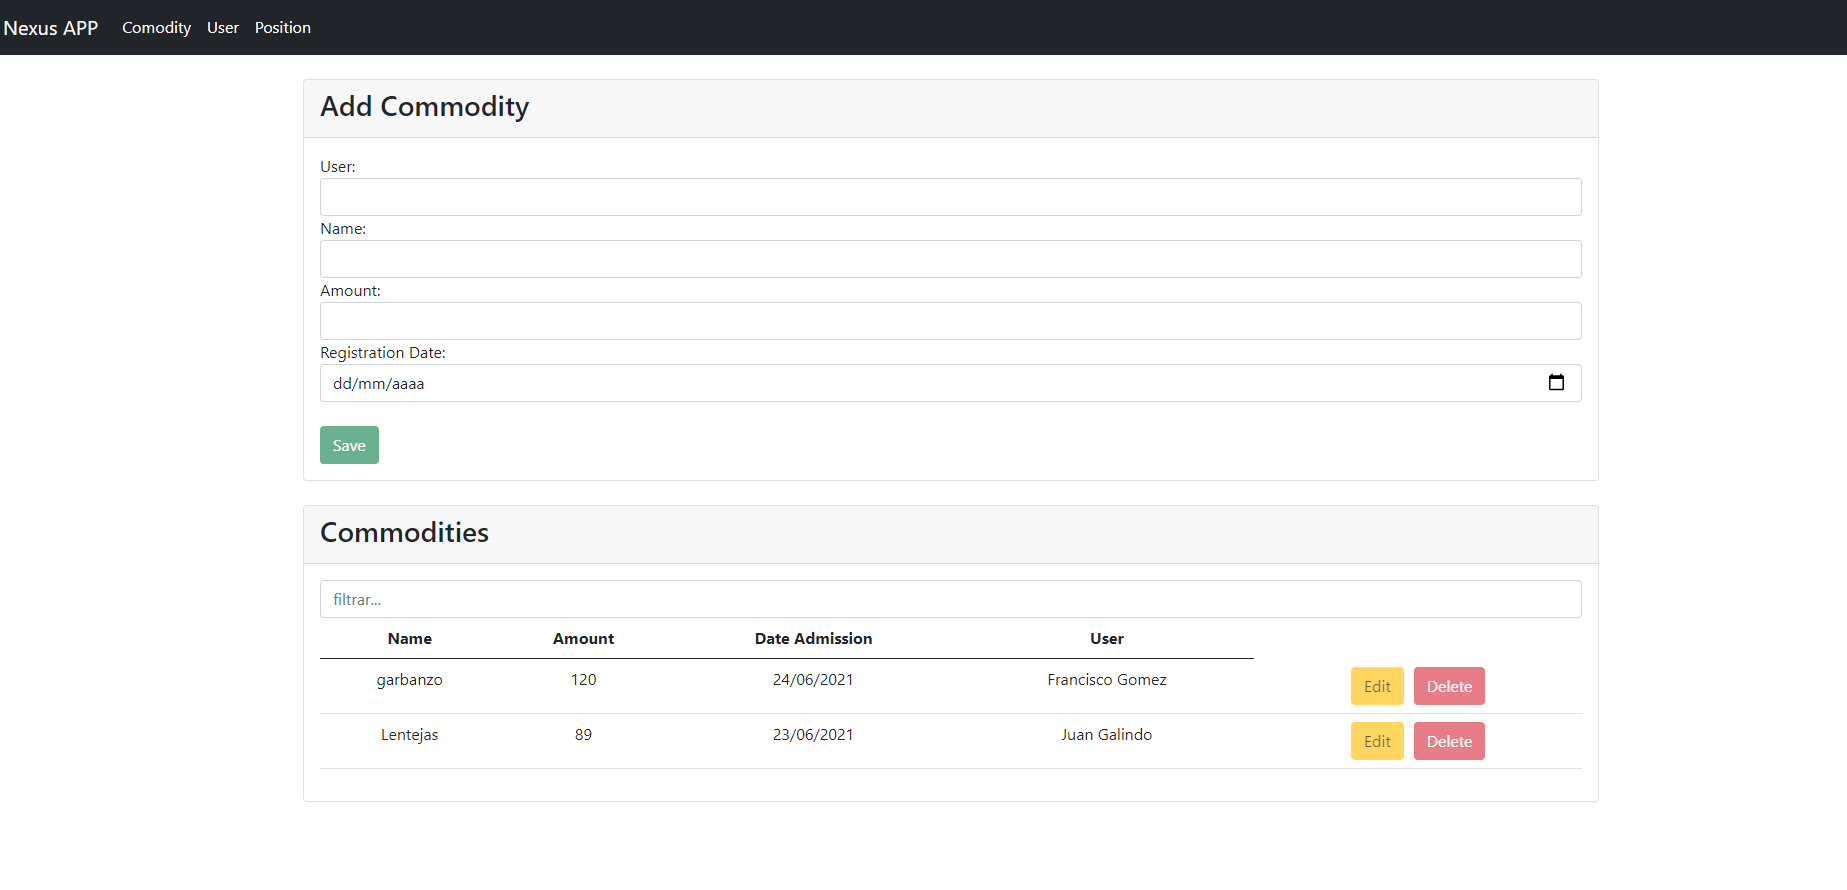 Nexus APP Comodity User Position
Add Commodity
User:
Name:
Amount:
Registration Date:
dd/mm/aaaa
Save
Commodities
filtrar...
Name Amount Date Admission User
garbanzo 120 24/06/2021 Francisco Gomez Edit Delete
Lentejas 89 23/06/2021 Juan Galindo Edit Delete